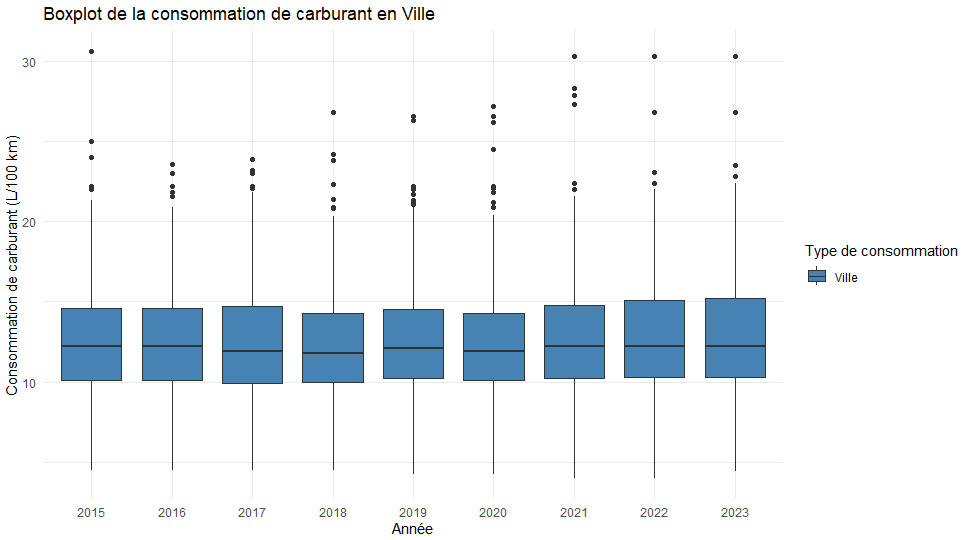 Boxplot de la consommation de carburant en Ville
Consommation de carburant (L/100 km)
30
20
10
2015 2016 2017 2018 2019 2020 2021 2022 2023
Année
Type de consommation
Ville